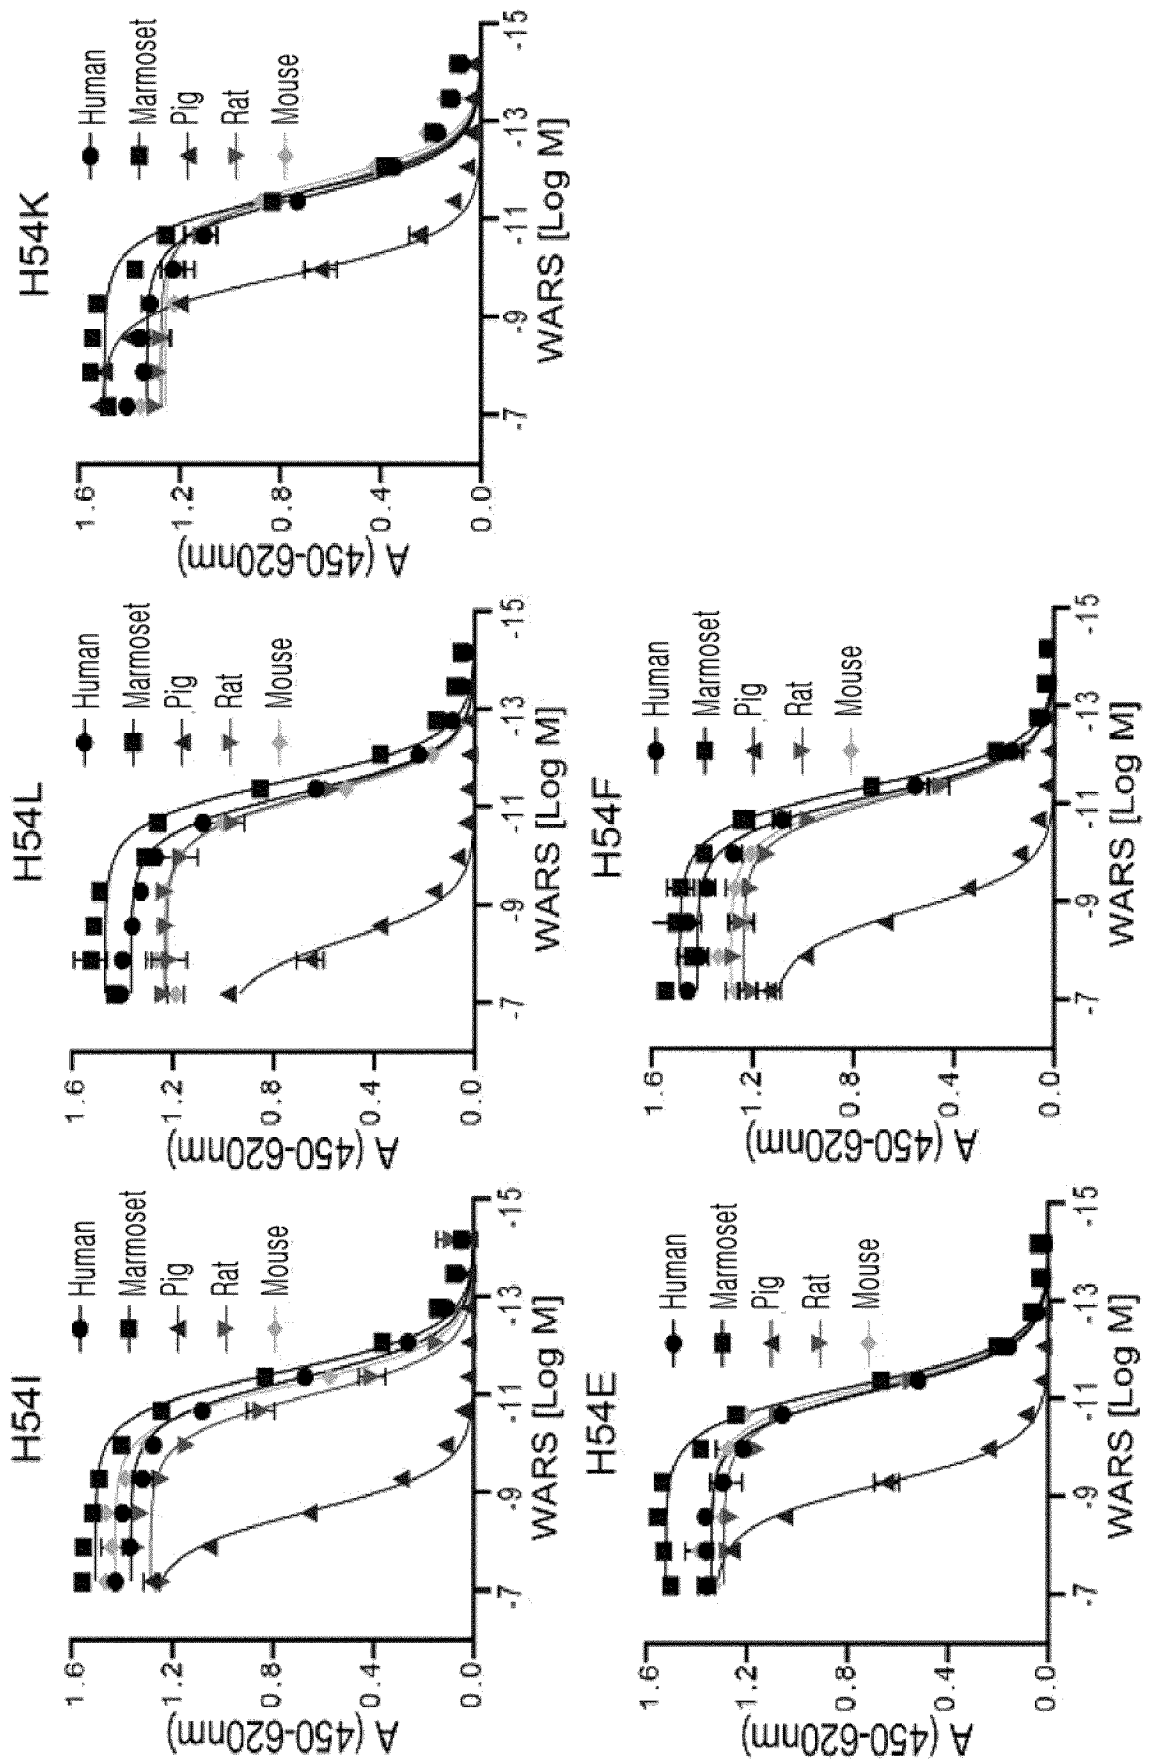 H54I
A (450-620nm)
1.6
1.2
0.8
0.4
0.0
-7
-9
-11
-13
-15
WARS [Log M]
Human
Marmoset
Pig
Rat
Mouse
H54L
A (450-620nm)
1.6
1.2
0.8
0.4
0.0
-7
-9
-11
-13
-15
WARS [Log M]
Human
Marmoset
Pig
Rat
Mouse
H54K
A (450-620nm)
1.6
1.2
0.8
0.4
0.0
-7
-9
-11
-13
-15
WARS [Log M]
Human
Marmoset
Pig
Rat
Mouse
H54E
A (450-620nm)
1.6
1.2
0.8
0.4
0.0
-7
-9
-11
-13
-15
WARS [Log M]
Human
Marmoset
Pig
Rat
Mouse
H54F
A (450-620nm)
1.6
1.2
0.8
0.4
0.0
-7
-9
-11
-13
-15
WARS [Log M]
Human
Marmoset
Pig
Rat
Mouse